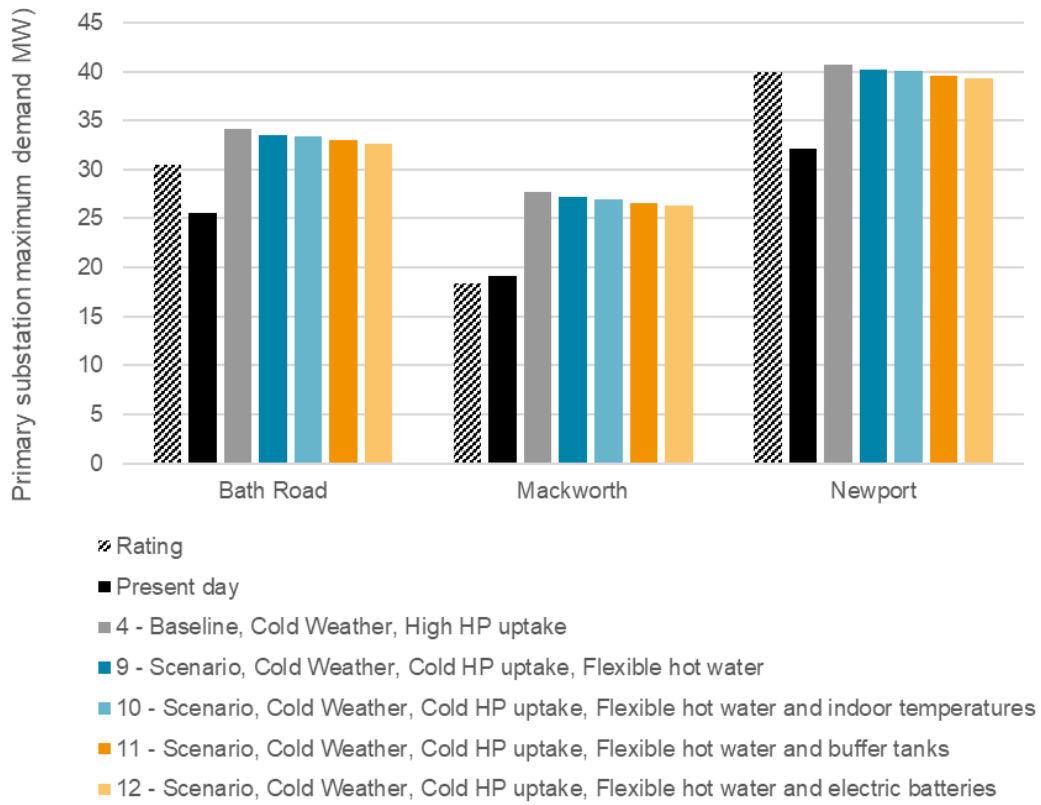 Primary substation maximum demand MW)
45
40
35
30
25
20
15
10
5
0
Bath Road
Mackworth
Newport
Rating
Present day
4 - Baseline, Cold Weather, High HP uptake
9 - Scenario, Cold Weather, Cold HP uptake, Flexible hot water
10 - Scenario, Cold Weather, Cold HP uptake, Flexible hot water and indoor temperatures
11 - Scenario, Cold Weather, Cold HP uptake, Flexible hot water and buffer tanks
12 - Scenario, Cold Weather, Cold HP uptake, Flexible hot water and electric batteries